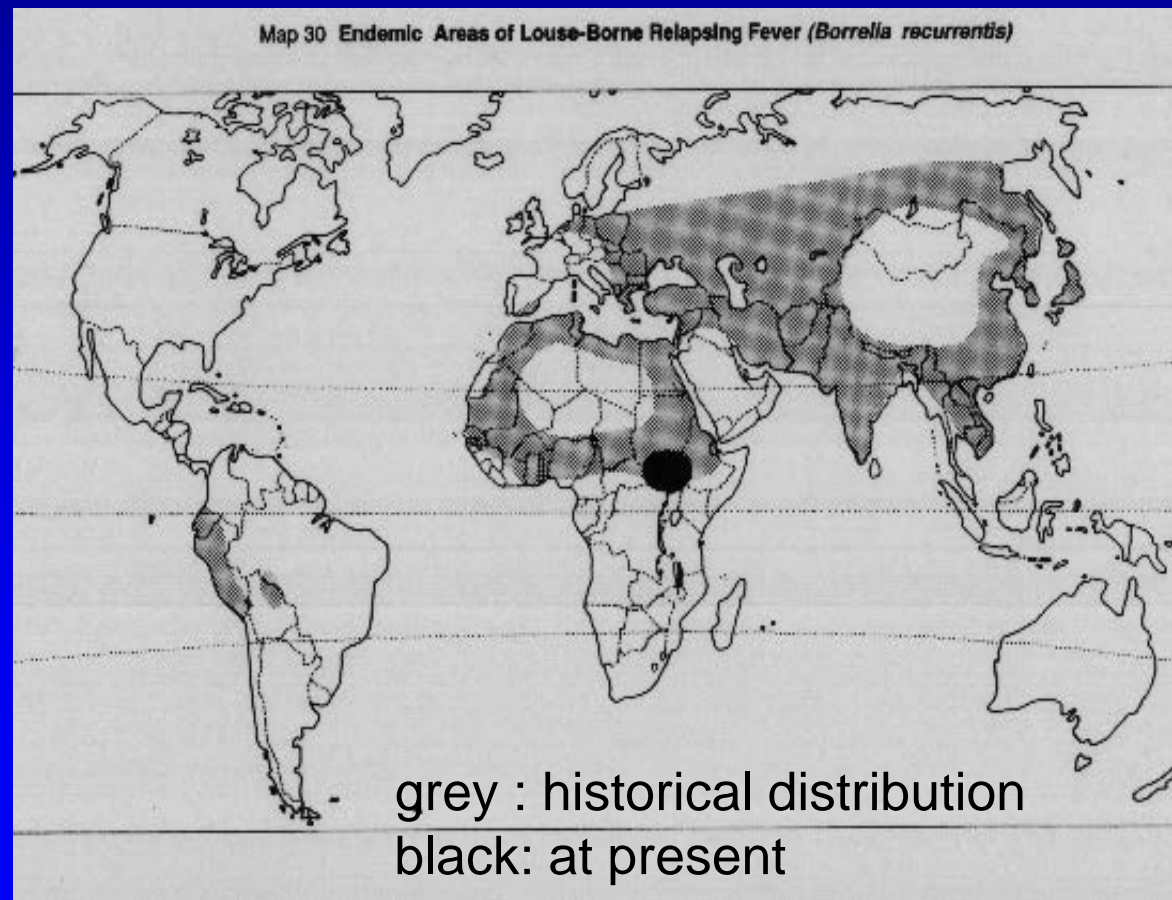 Map 30 Endemic Areas of Louse-Borne Relapsing Fever (Borrelia recurrentis)
grey : historical distribution
black: at present